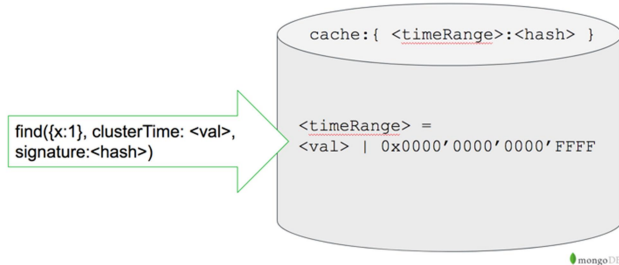 cache:{ <timeRange>:<hash> }
find({x:1}, clusterTime: <val>,
signature:<hash>)
<timeRange> =
<val> | 0x0000’0000’0000’FFFF
mongoDB